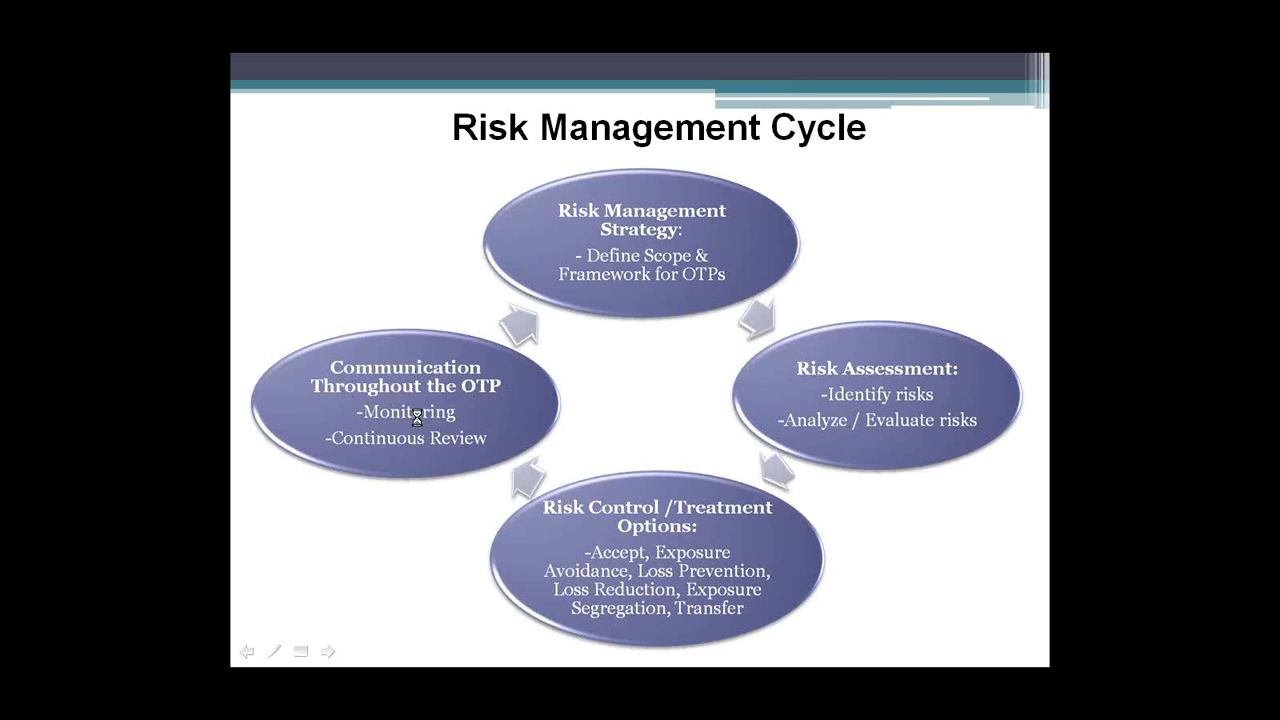 Risk Management Cycle
Risk Management
Strategy:
- Define Scope &
Framework for OTPs
Communication
Throughout the OTP
-Monitoring
-Continuous Review
Risk Assessment:
-Identify risks
-Analyze / Evaluate risks
Risk Control /Treatment
Options:
-Accept, Exposure
Avoidance, Loss Prevention,
Loss Reduction, Exposure
Segregation, Transfer